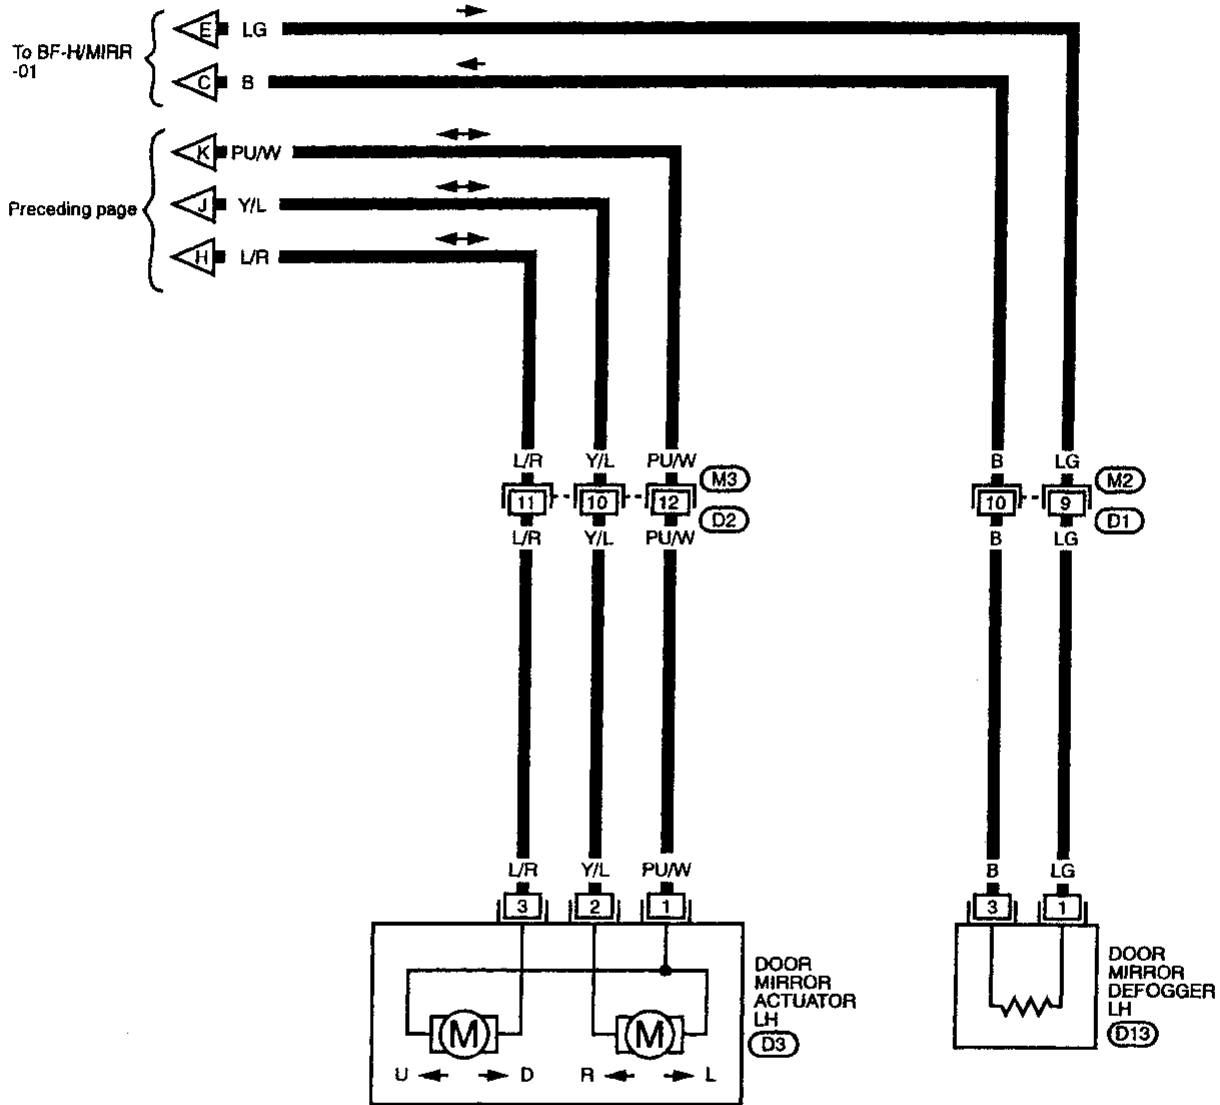 To BF-H/MIRR
-01
E LG
C B
Preceding page
K PU/W
J Y/L
H L/R
L/R Y/L PU/W
B LG
11 10 12
M3
D2
10 9
M2
D1
L/R Y/L PU/W
B LG
L/R Y/L PU/W
B LG
3 2 1
3 1
M M
U D R L
DOOR
MIRROR
ACTUATOR
LH
D3
DOOR
MIRROR
DEFOGGER
LH
D13